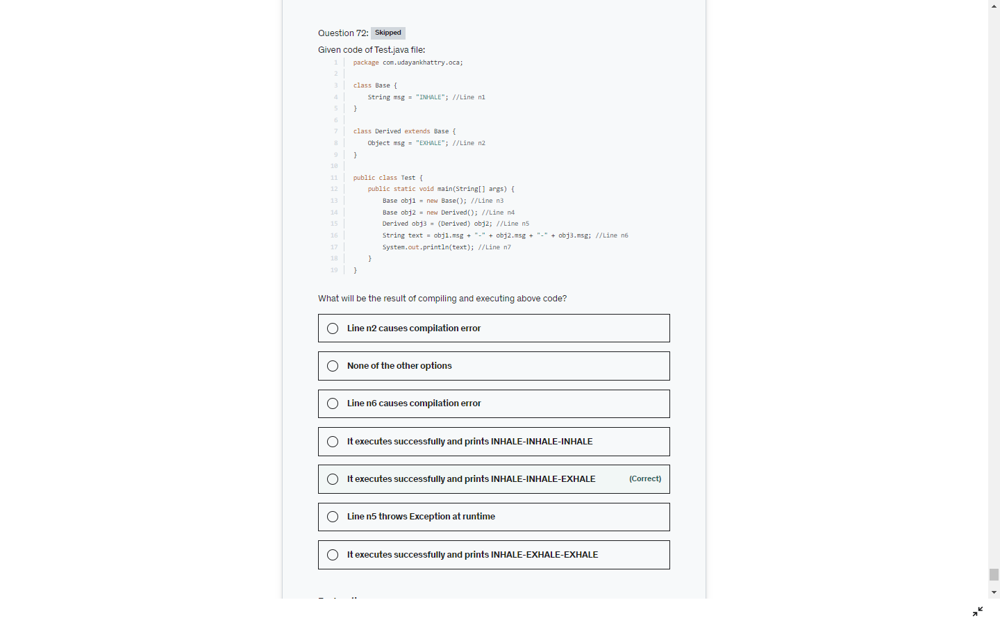 Question 72: Skipped
Given code of Test.java file:
1 package com.udayankhattry.oca;
2
3 class Base {
4 String msg = "INHALE"; //Line n1
5 }
6
7 class Derived extends Base {
8 Object msg = "EXHALE"; //Line n2
9 }
10
11 public class Test {
12 public static void main(String[] args) {
13 Base obj1 = new Base(); //Line n3
14 Base obj2 = new Derived(); //Line n4
15 Derived obj3 = (Derived) obj2; //Line n5
16 String text = obj1.msg + "-" + obj2.msg + "-" + obj3.msg; //Line n6
17 System.out.println(text); //Line n7
18 }
19 }
What will be the result of compiling and executing above code?
Line n2 causes compilation error
None of the other options
Line n6 causes compilation error
It executes successfully and prints INHALE-INHALE-INHALE
It executes successfully and prints INHALE-INHALE-EXHALE (Correct)
Line n5 throws Exception at runtime
It executes successfully and prints INHALE-EXHALE-EXHALE